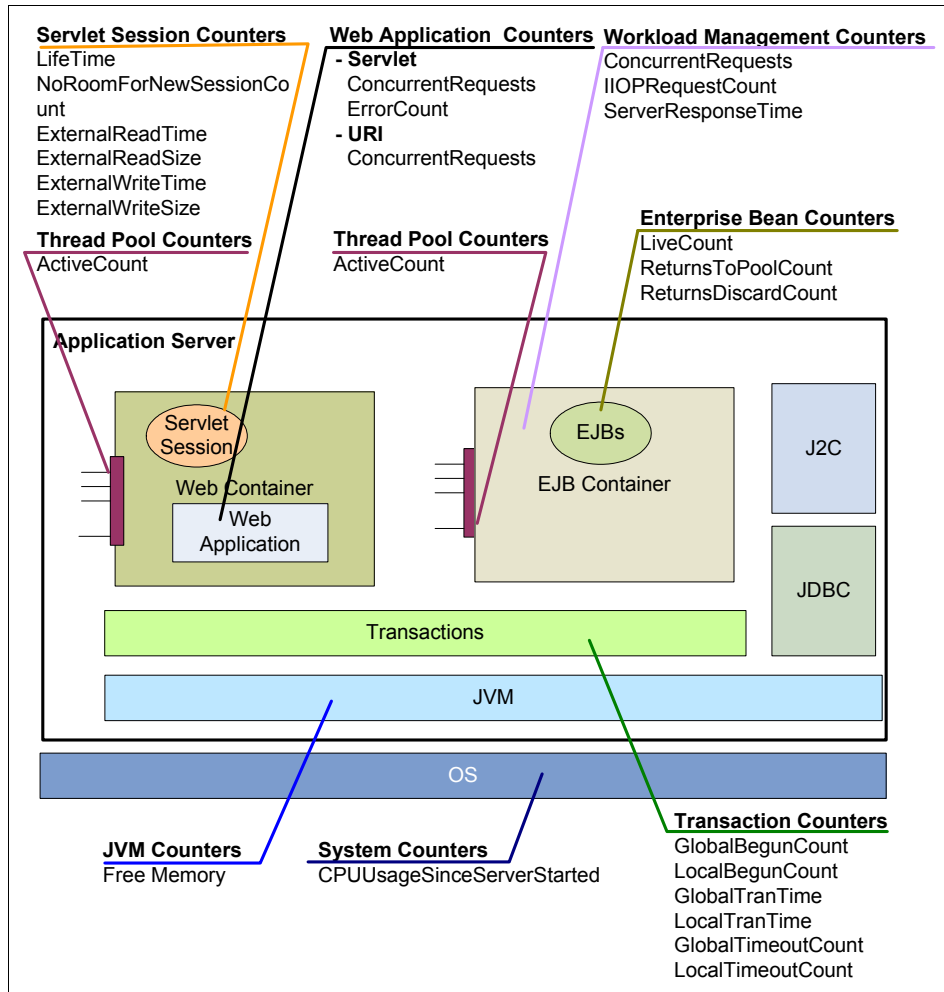 Servlet Session Counters
LifeTime
NoRoomForNewSessionCo
unt
ExternalReadTime
ExternalReadSize
ExternalWriteTime
ExternalWriteSize
Web Application Counters
- Servlet
ConcurrentRequests
ErrorCount
- URI
ConcurrentRequests
Workload Management Counters
ConcurrentRequests
IIOPRequestCount
ServerResponseTime
Thread Pool Counters
ActiveCount
Thread Pool Counters
ActiveCount
Enterprise Bean Counters
LiveCount
ReturnsToPoolCount
ReturnsDiscardCount
Application Server
Servlet
Session
Web Container
Web
Application
EJBs
EJB Container
J2C
JDBC
Transactions
JVM
OS
JVM Counters
Free Memory
System Counters
CPUUsageSinceServerStarted
Transaction Counters
GlobalBegunCount
LocalBegunCount
GlobalTranTime
LocalTranTime
GlobalTimeoutCount
LocalTimeoutCount